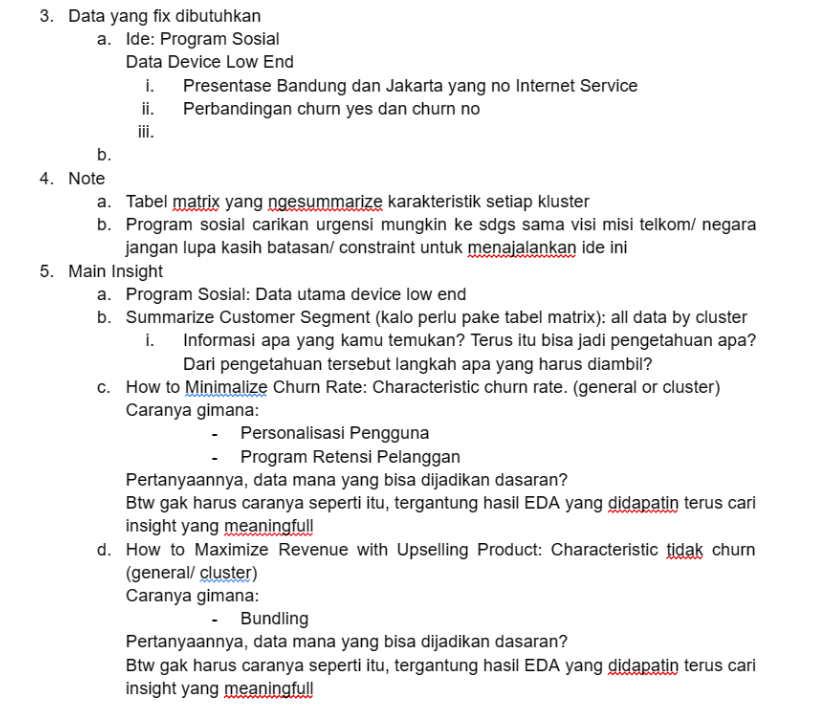 3. Data yang fix dibutuhkan
a. Ide: Program Sosial
Data Device Low End
i. Presentase Bandung dan Jakarta yang no Internet Service
ii. Perbandingan churn yes dan churn no
iii.
b.
4. Note
a. Tabel matrix yang ngesummarize karakteristik setiap kluster
b. Program sosial carikan urgensi mungkin ke sdgs sama visi misi telkom/ negara
jangan lupa kasih batasan/ constraint untuk menajalankan ide ini
5. Main Insight
a. Program Sosial: Data utama device low end
b. Summarize Customer Segment (kalo perlu pake tabel matrix): all data by cluster
i. Informasi apa yang kamu temukan? Terus itu bisa jadi pengetahuan apa?
Dari pengetahuan tersebut langkah apa yang harus diambil?
c. How to Minimalize Churn Rate: Characteristic churn rate. (general or cluster)
Caranya gimana:
- Personalisasi Pengguna
- Program Retensi Pelanggan
Pertanyaannya, data mana yang bisa dijadikan dasaran?
Btw gak harus caranya seperti itu, tergantung hasil EDA yang didapatin terus cari
insight yang meaningfull
d. How to Maximize Revenue with Upselling Product: Characteristic tidak churn
(general/ cluster)
Caranya gimana:
- Bundling
Pertanyaannya, data mana yang bisa dijadikan dasaran?
Btw gak harus caranya seperti itu, tergantung hasil EDA yang didapatin terus cari
insight yang meaningfull